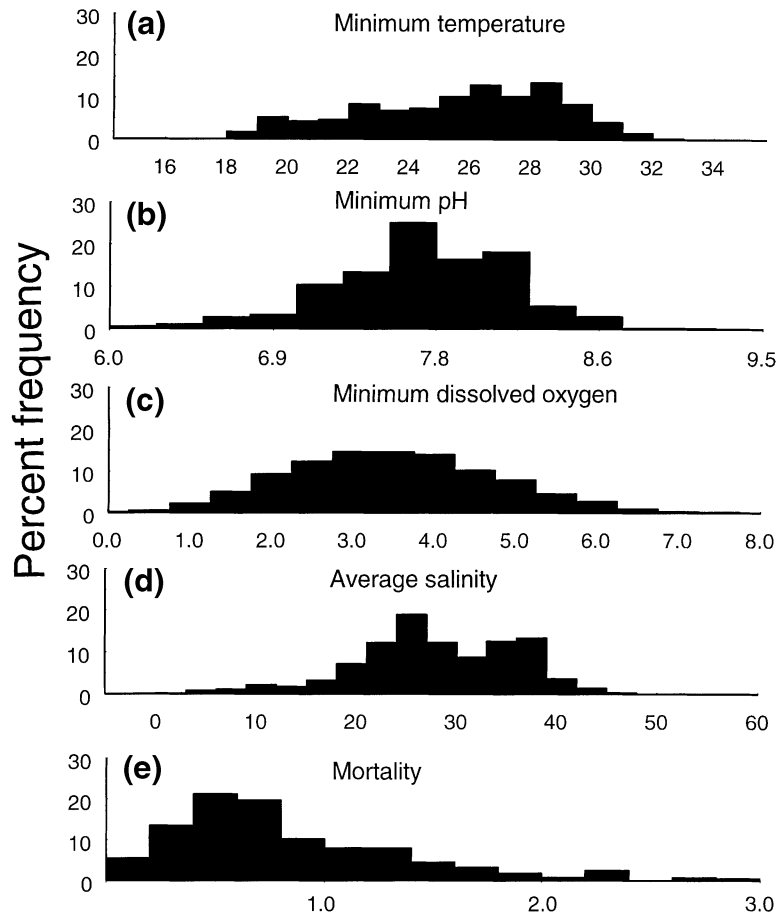 Percent frequency
(a) Minimum temperature
30
20
10
0
16 18 20 22 24 26 28 30 32 34
(b) Minimum pH
30
20
10
0
6.0 6.9 7.8 8.6 9.5
(c) Minimum dissolved oxygen
30
20
10
0
0.0 1.0 2.0 3.0 4.0 5.0 6.0 7.0 8.0
(d) Average salinity
30
20
10
0
0 10 20 30 40 50 60
(e) Mortality
30
20
10
0
1.0 2.0 3.0